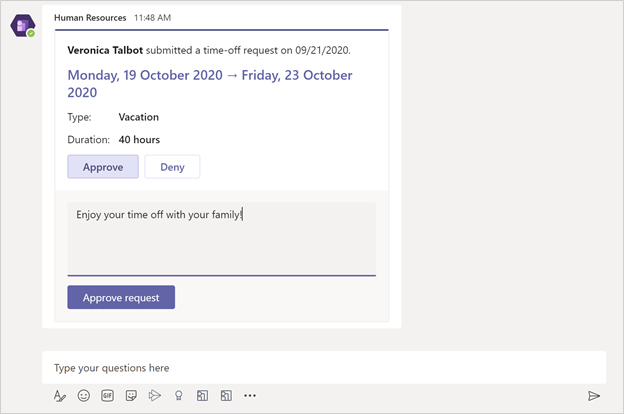 Human Resources 11:48 AM
Veronica Talbot submitted a time-off request on 09/21/2020.
Monday, 19 October 2020 → Friday, 23 October
2020
Type: Vacation
Duration: 40 hours
Approve Deny
Enjoy your time off with your family!
Approve request
Type your questions here
GIF